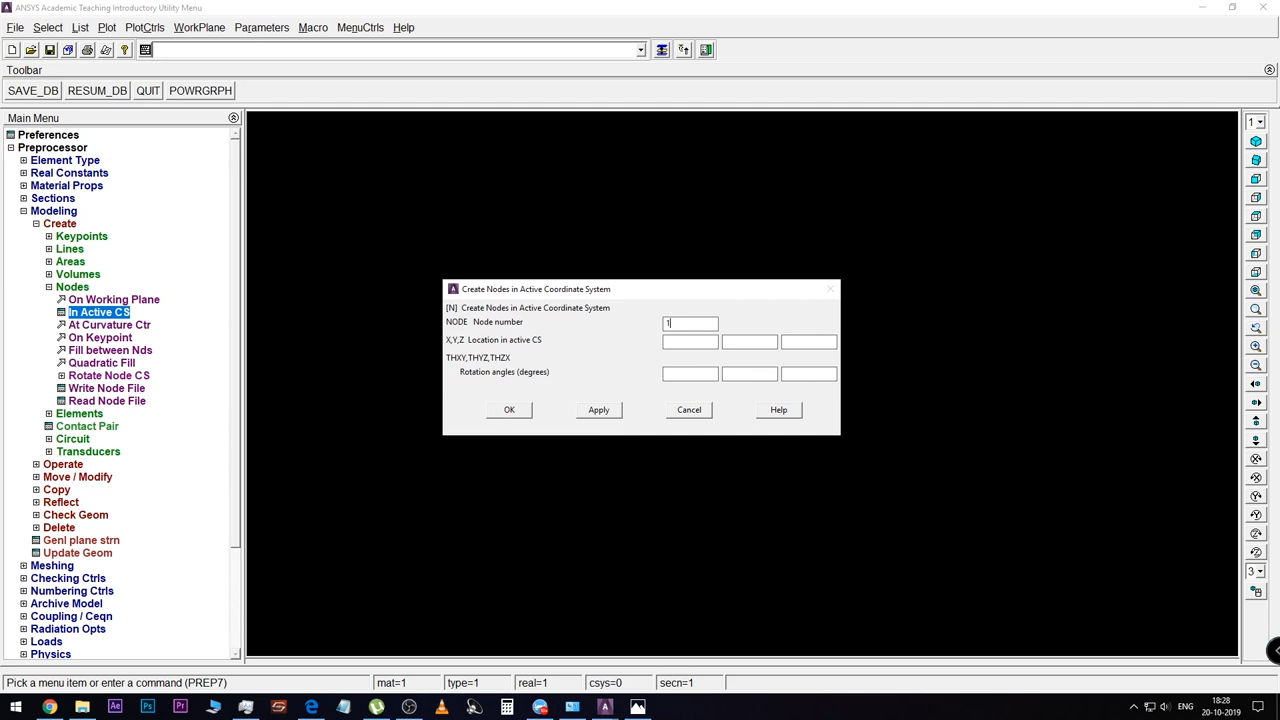 ANSYS Academic Teaching Introductory Utility Menu
File Select List Plot PlotCtrls WorkPlane Parameters Macro MenuCtrls Help
Toolbar
SAVE_DB RESUM_DB QUIT POWRGRPH
Main Menu
Preferences
Preprocessor
Element Type
Real Constants
Material Props
Sections
Modeling
Create
Keypoints
Lines
Areas
Volumes
Nodes
On Working Plane
In Active CS
At Curvature Ctr
On Keypoint
Fill between Nds
Quadratic Fill
Rotate Node CS
Write Node File
Read Node File
Elements
Contact Pair
Circuit
Transducers
Operate
Move / Modify
Copy
Reflect
Check Geom
Delete
Genl plane strn
Update Geom
Meshing
Checking Ctrls
Numbering Ctrls
Archive Model
Coupling / Ceqn
Radiation Opts
Loads
Physics
Create Nodes in Active Coordinate System
[N] Create Nodes in Active Coordinate System
NODE Node number 1
X,Y,Z Location in active CS
THXY,THYZ,THZX
Rotation angles (degrees)
OK Apply Cancel Help
1
3
Pick a menu item or enter a command (PREP7) mat=1 type=1 real=1 csys=0 secn=1
Ae Ps Pr ENG 18:28
20-10-2019